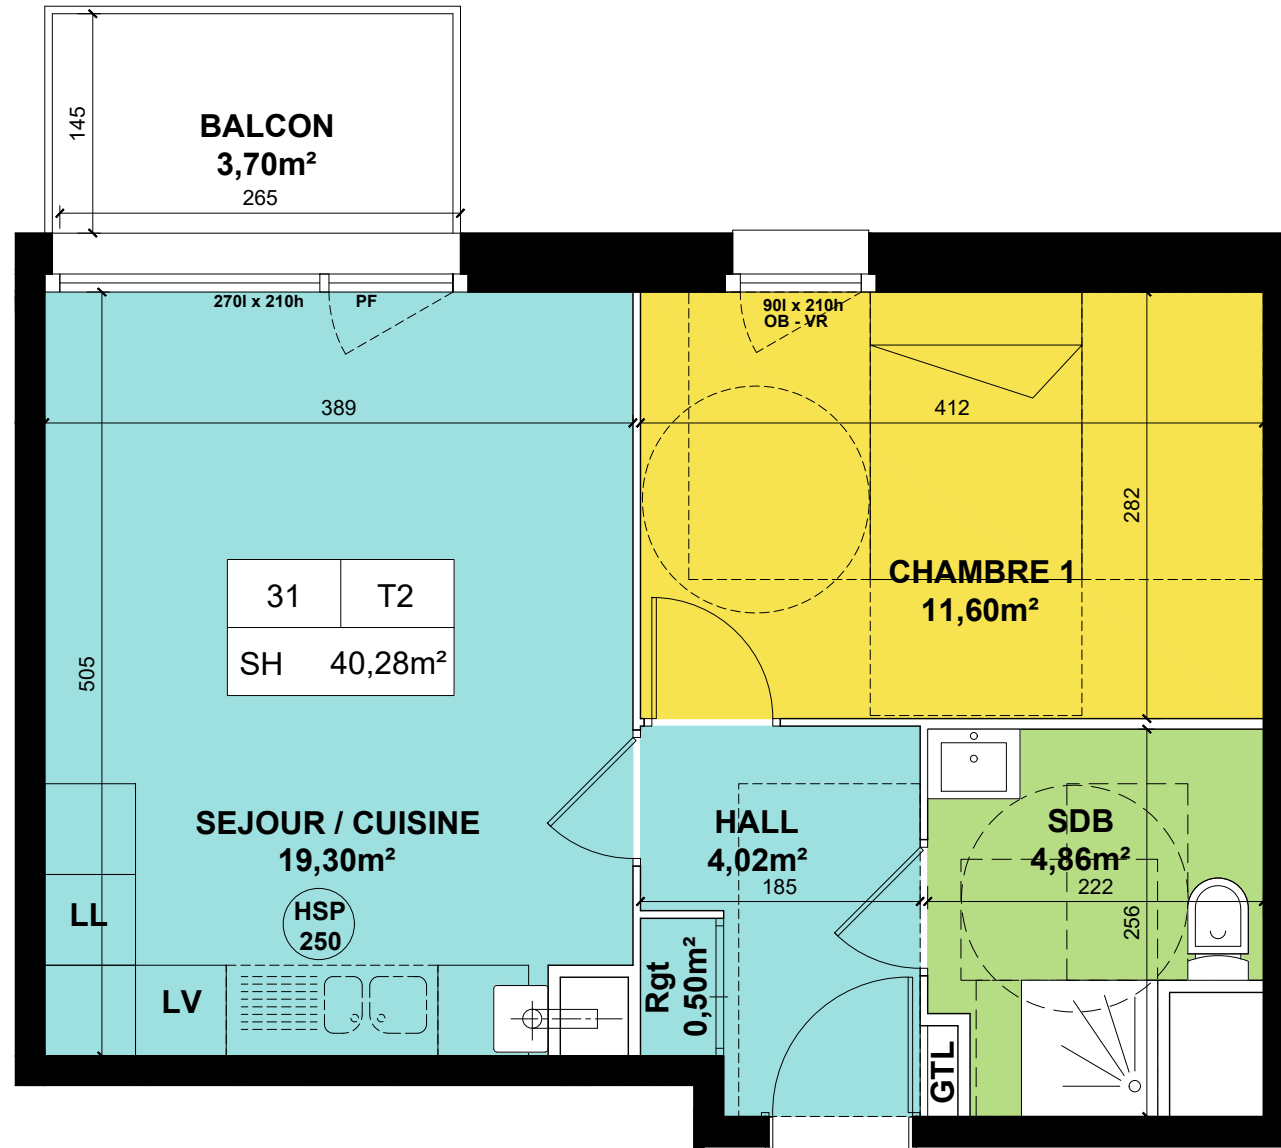 145
BALCON
3,70m²
265
270l x 210h
PF
90l x 210h
OB - VR
389
412
282
31
T2
SH
40,28m²
505
CHAMBRE 1
11,60m²
SEJOUR / CUISINE
19,30m²
HALL
4,02m²
185
SDB
4,86m²
222
256
LL
HSP
250
LV
Rgt
0,50m²
GTL